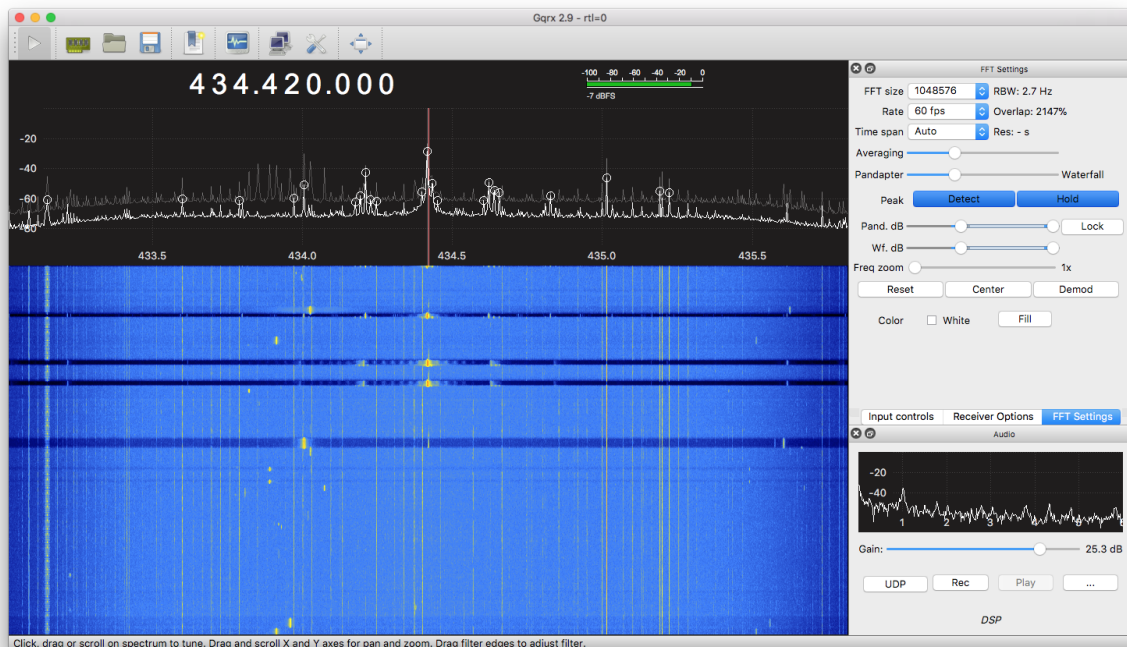 Gqrx 2.9 - rtl=0
434.420.000
-100 -80 -60 -40 -20 0
-7 dBFS
-20
-40
-60
-80
433.5 434.0 434.5 435.0 435.5
FFT Settings
FFT size 1048576 RBW: 2.7 Hz
Rate 60 fps Overlap: 2147%
Time span Auto Res: - s
Averaging
Pandapter Waterfall
Peak Detect Hold
Pand. dB Lock
Wf. dB
Freq zoom 1x
Reset Center Demod
Color White Fill
Input controls Receiver Options FFT Settings
Audio
-20
-40
1 2 3 4 5 6
Gain: 25.3 dB
UDP Rec Play ...
DSP
Click, drag or scroll on spectrum to tune. Drag and scroll X and Y axes for pan and zoom. Drag filter edges to adjust filter.